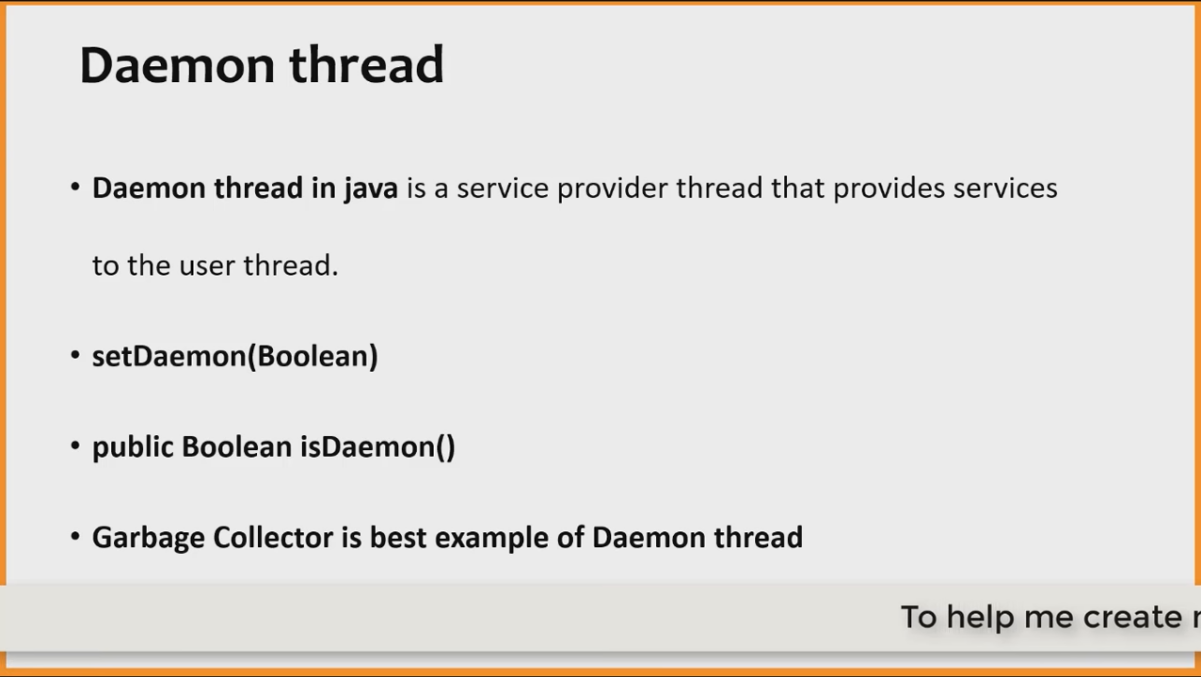 Daemon thread
• Daemon thread in java is a service provider thread that provides services
to the user thread.
• setDaemon(Boolean)
• public Boolean isDaemon()
• Garbage Collector is best example of Daemon thread
To help me create